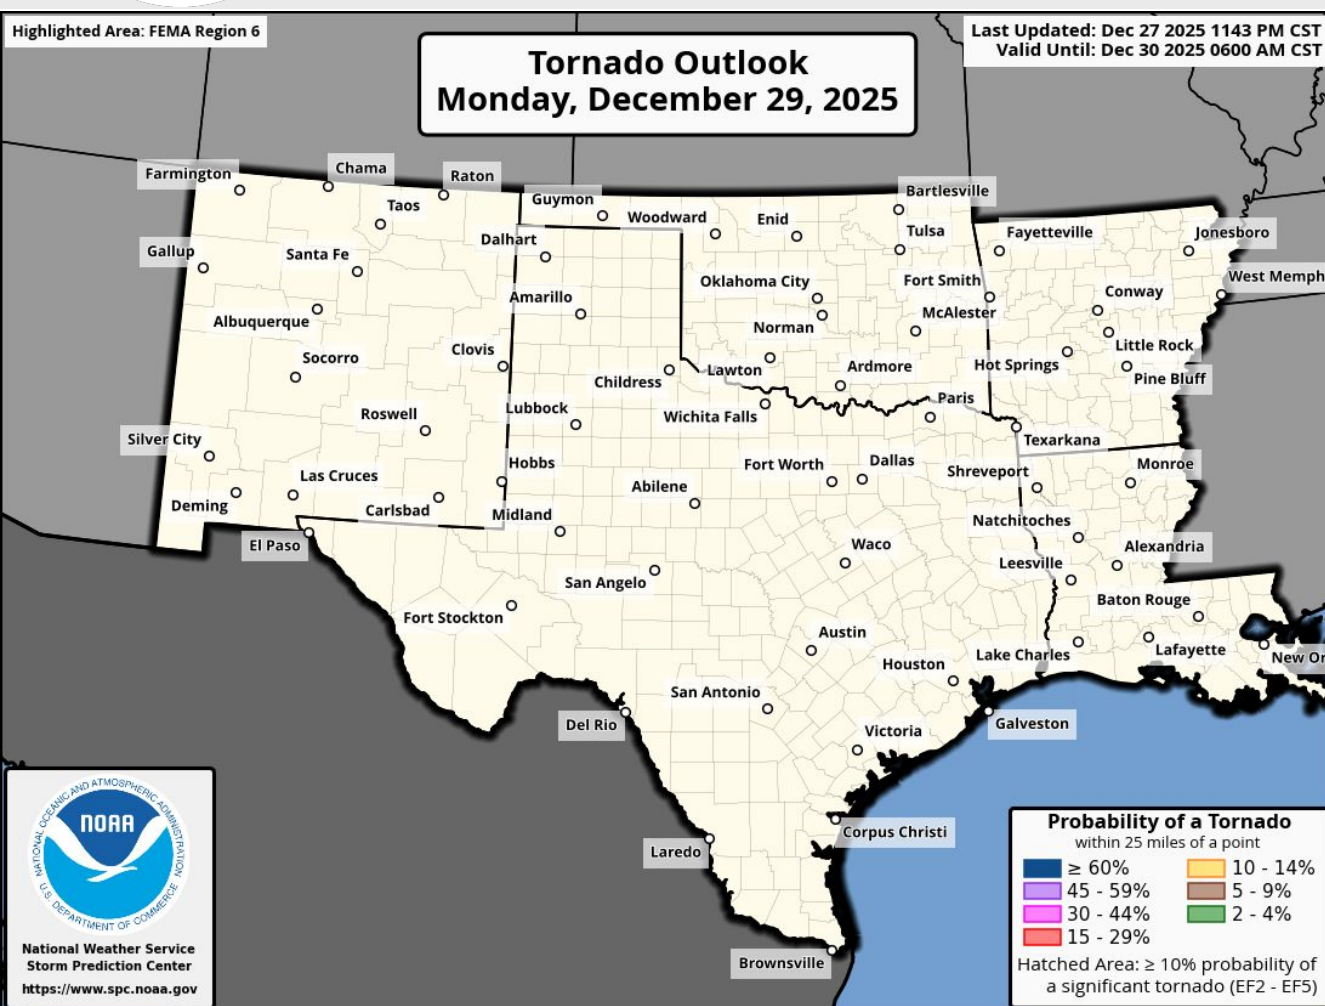 Highlighted Area: FEMA Region 6
Last Updated: Dec 27 2025 1143 PM CST
Valid Until: Dec 30 2025 0600 AM CST
Tornado Outlook
Monday, December 29, 2025
Farmington
Chama
Raton
Taos
Guymon
Woodward
Enid
Bartlesville
Tulsa
Fayetteville
Jonesboro
Gallup
Santa Fe
Dalhart
Oklahoma City
Fort Smith
Conway
West Memph
Albuquerque
Amarillo
Norman
McAlester
Little Rock
Socorro
Clovis
Childress
Lawton
Ardmore
Hot Springs
Pine Bluff
Roswell
Lubbock
Wichita Falls
Paris
Texarkana
Silver City
Las Cruces
Hobbs
Abilene
Fort Worth
Dallas
Shreveport
Monroe
Deming
Carlsbad
Midland
Natchitoches
El Paso
San Angelo
Waco
Leesville
Alexandria
Fort Stockton
Austin
Baton Rouge
Houston
Lake Charles
Lafayette
New Or
San Antonio
Del Rio
Victoria
Galveston
Laredo
Corpus Christi
Brownsville
NATIONAL OCEANIC AND ATMOSPHERIC ADMINISTRATION
NOAA
U.S. DEPARTMENT OF COMMERCE
National Weather Service
Storm Prediction Center
https://www.spc.noaa.gov
Probability of a Tornado
within 25 miles of a point
≥ 60%
45 - 59%
30 - 44%
15 - 29%
10 - 14%
5 - 9%
2 - 4%
Hatched Area: ≥ 10% probability of
a significant tornado (EF2 - EF5)